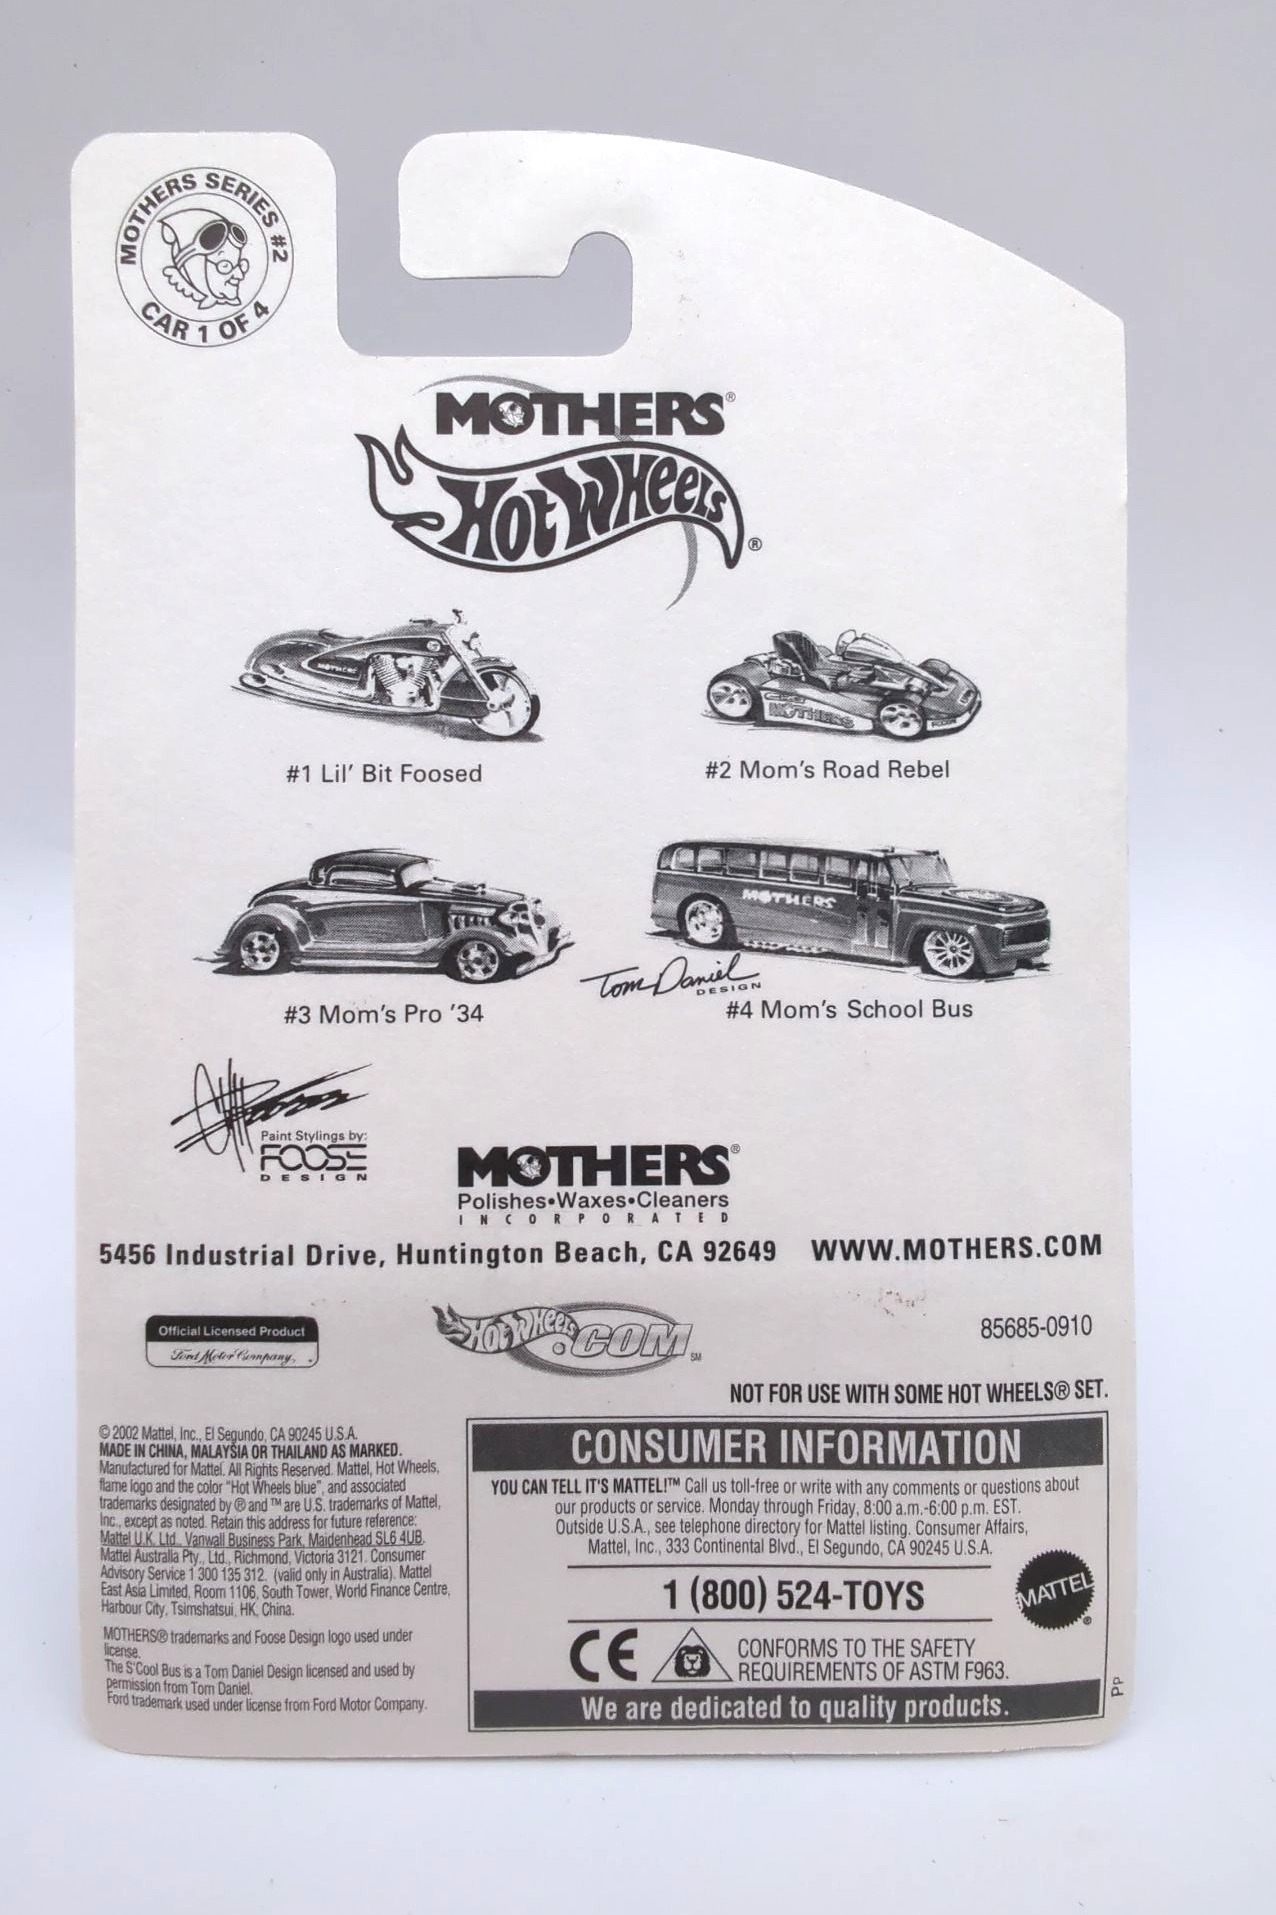 MOTHERS SERIES #2
CAR 1 OF 4
MOTHERS®
Hot Wheels®
MOTHERS
MOTHERS
#1 Lil' Bit Foosed
#2 Mom's Road Rebel
MOTHERS
Tom Daniel
DESIGN
#3 Mom's Pro '34
#4 Mom's School Bus
Paint Stylings by:
FOOSE
DESIGN
MOTHERS®
Polishes•Waxes•Cleaners
INCORPORATED
5456 Industrial Drive, Huntington Beach, CA 92649 WWW.MOTHERS.COM
Official Licensed Product
Ford Motor Company
Hot Wheels.COM SM
85685-0910
NOT FOR USE WITH SOME HOT WHEELS® SET.
© 2002 Mattel, Inc., El Segundo, CA 90245 U.S.A.
MADE IN CHINA, MALAYSIA OR THAILAND AS MARKED.
Manufactured for Mattel. All Rights Reserved. Mattel, Hot Wheels,
flame logo and the color "Hot Wheels blue", and associated
trademarks designated by ® and ™ are U.S. trademarks of Mattel,
Inc., except as noted. Retain this address for future reference:
Mattel U.K. Ltd., Vanwall Business Park, Maidenhead SL6 4UB.
Mattel Australia Pty., Ltd., Richmond, Victoria 3121. Consumer
Advisory Service 1 300 135 312. (valid only in Australia). Mattel
East Asia Limited, Room 1106, South Tower, World Finance Centre,
Harbour City, Tsimshatsui, HK, China.
MOTHERS® trademarks and Foose Design logo used under
license.
The S'Cool Bus is a Tom Daniel Design licensed and used by
permission from Tom Daniel.
Ford trademark used under license from Ford Motor Company.
CONSUMER INFORMATION
YOU CAN TELL IT'S MATTEL!™ Call us toll-free or write with any comments or questions about
our products or service. Monday through Friday, 8:00 a.m.-6:00 p.m. EST.
Outside U.S.A., see telephone directory for Mattel listing. Consumer Affairs,
Mattel, Inc., 333 Continental Blvd., El Segundo, CA 90245 U.S.A.
1 (800) 524-TOYS
MATTEL®
CE
CONFORMS TO THE SAFETY
REQUIREMENTS OF ASTM F963.
We are dedicated to quality products.
PP